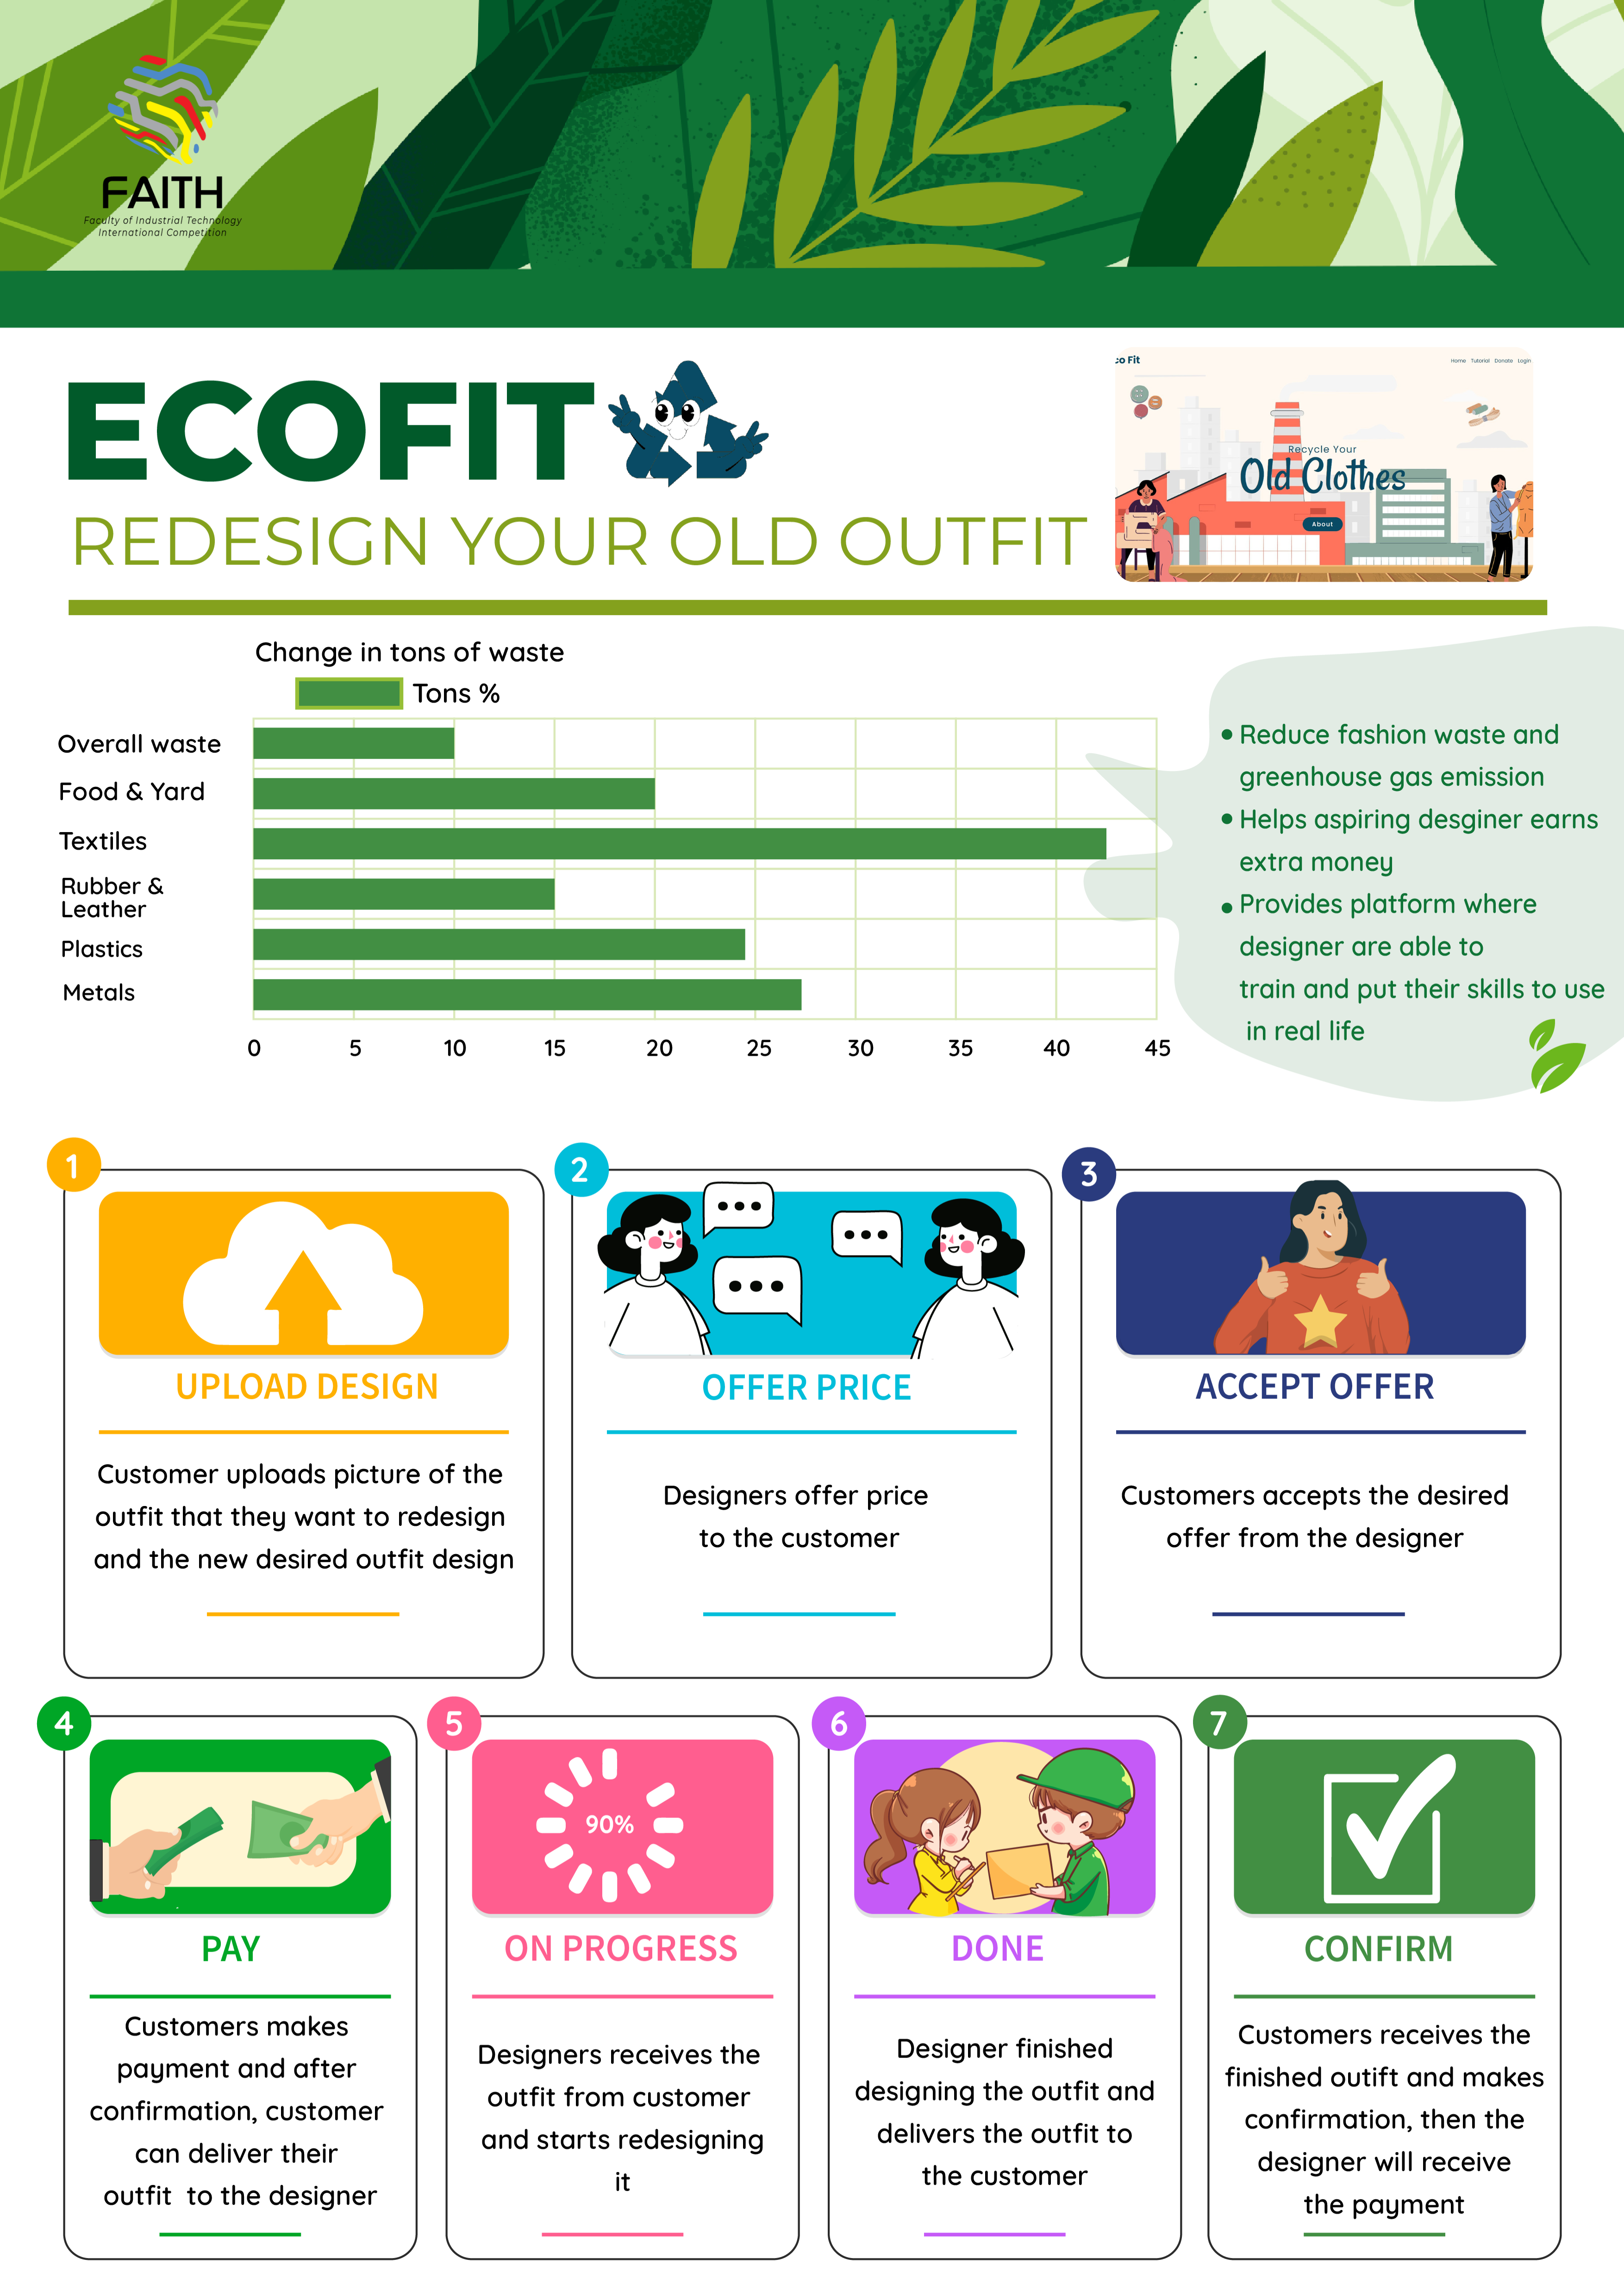 FAITH
Faculty of Industrial Technology
International Competition
ECOFIT
REDESIGN YOUR OLD OUTFIT
co Fit
Home Tutorial Donate Login
Recycle Your
Old Clothes
About
Change in tons of waste
Tons %
Overall waste
Food & Yard
Textiles
Rubber &
Leather
Plastics
Metals
0 5 10 15 20 25 30 35 40 45
• Reduce fashion waste and
greenhouse gas emission
• Helps aspiring desginer earns
extra money
• Provides platform where
designer are able to
train and put their skills to use
in real life
1
UPLOAD DESIGN
Customer uploads picture of the
outfit that they want to redesign
and the new desired outfit design
2
OFFER PRICE
Designers offer price
to the customer
3
ACCEPT OFFER
Customers accepts the desired
offer from the designer
4
PAY
Customers makes
payment and after
confirmation, customer
can deliver their
outfit to the designer
5
90%
ON PROGRESS
Designers receives the
outfit from customer
and starts redesigning
it
6
DONE
Designer finished
designing the outfit and
delivers the outfit to
the customer
7
CONFIRM
Customers receives the
finished outift and makes
confirmation, then the
designer will receive
the payment